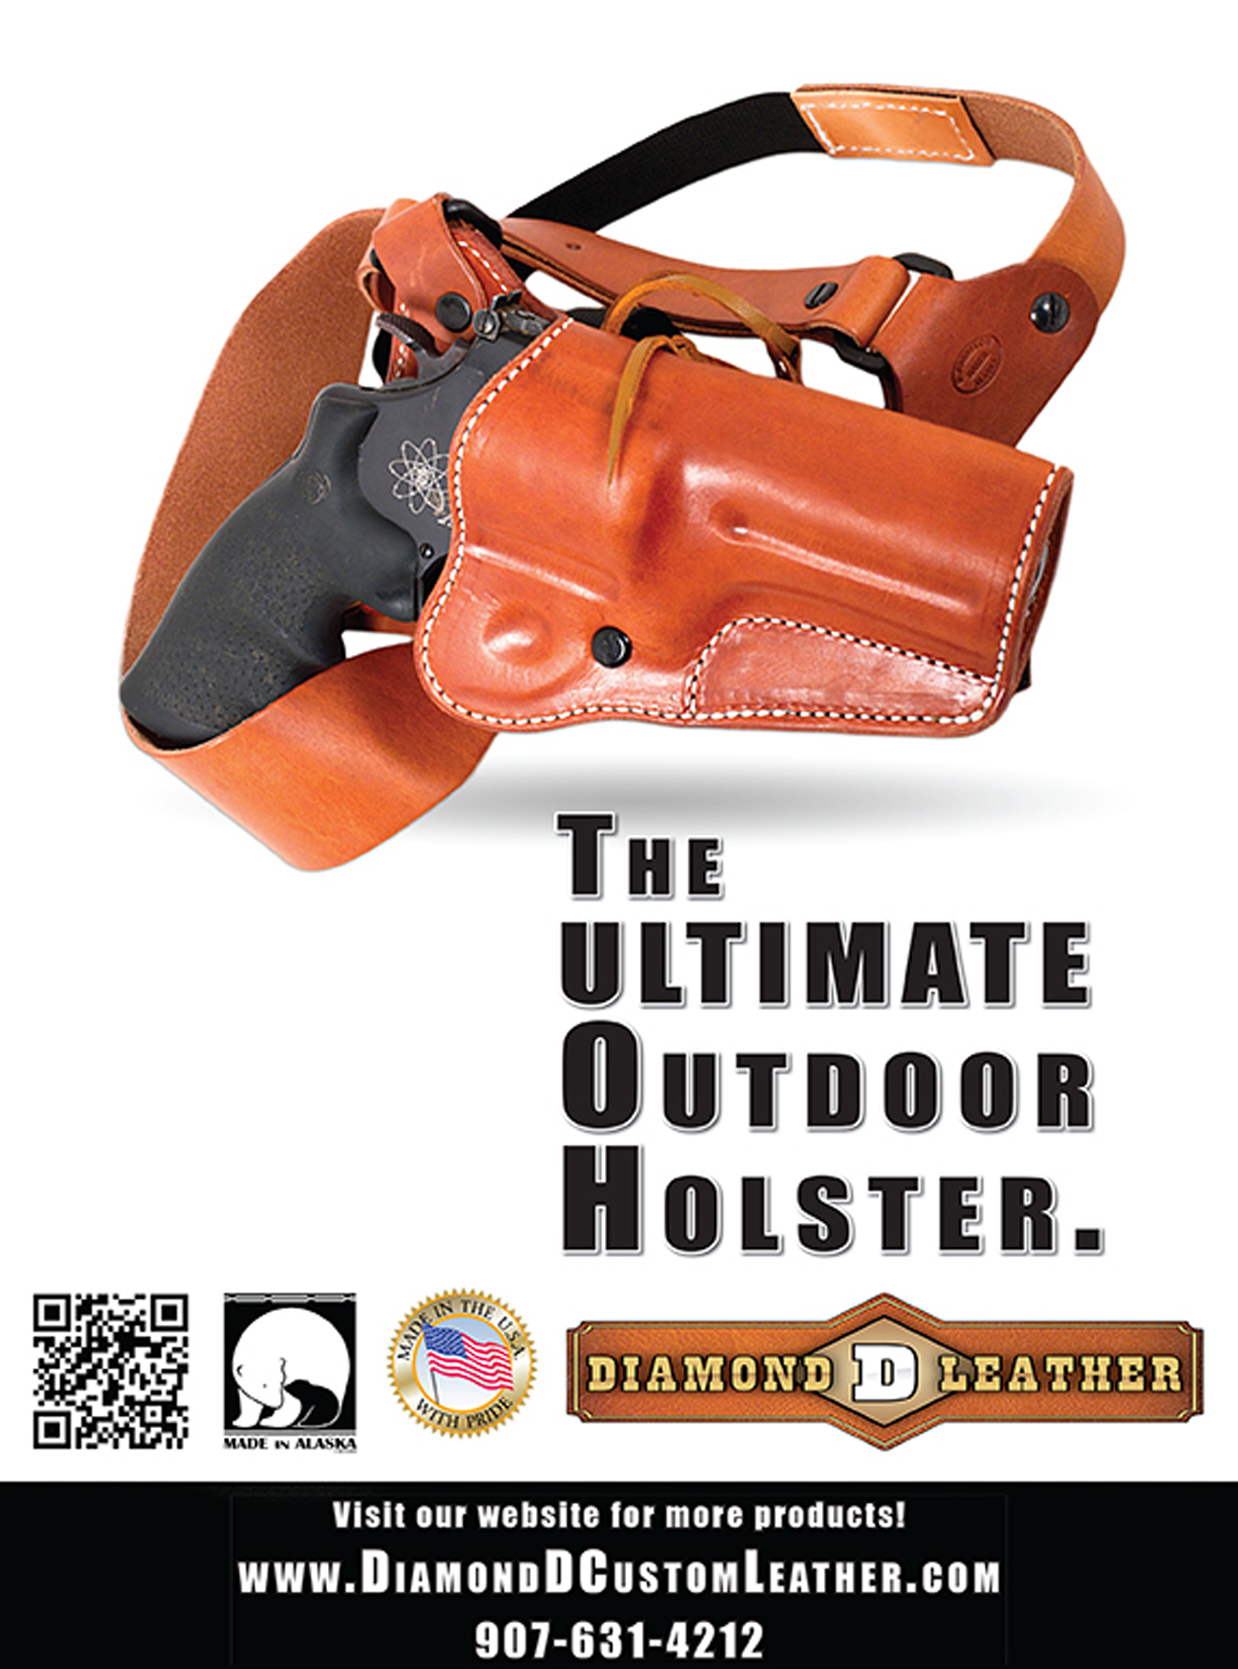 The
ULTIMATE
Outdoor
Holster.
MADE IN THE U.S.A.
WITH PRIDE
MADE IN ALASKA
DIAMOND D LEATHER
Visit our website for more products!
www.DiamondDCustomLeather.com
907-631-4212